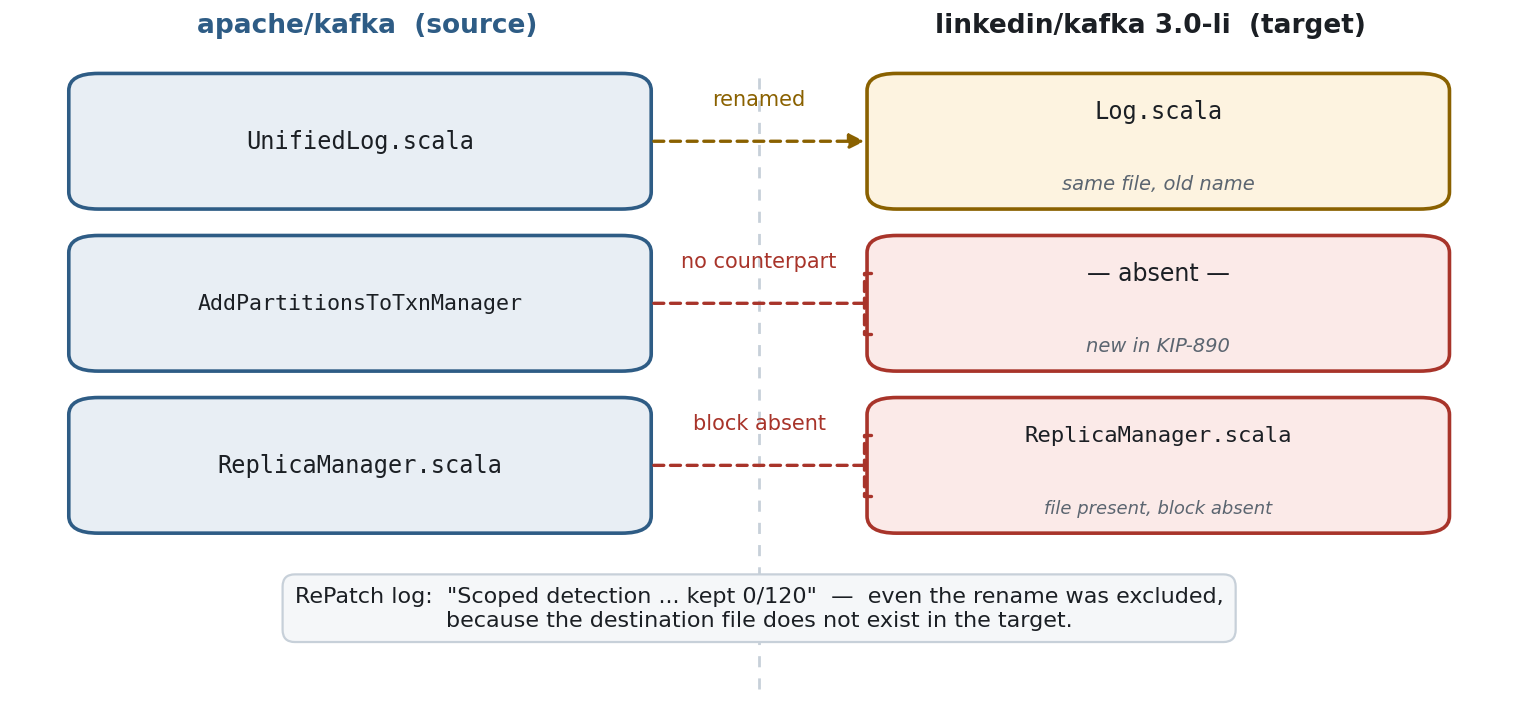 apache/kafka (source)
linkedin/kafka 3.0-li (target)
renamed
UnifiedLog.scala
Log.scala
same file, old name
no counterpart
AddPartitionsToTxnManager
— absent —
new in KIP-890
block absent
ReplicaManager.scala
ReplicaManager.scala
file present, block absent
RePatch log: "Scoped detection ... kept 0/120" — even the rename was excluded,
because the destination file does not exist in the target.